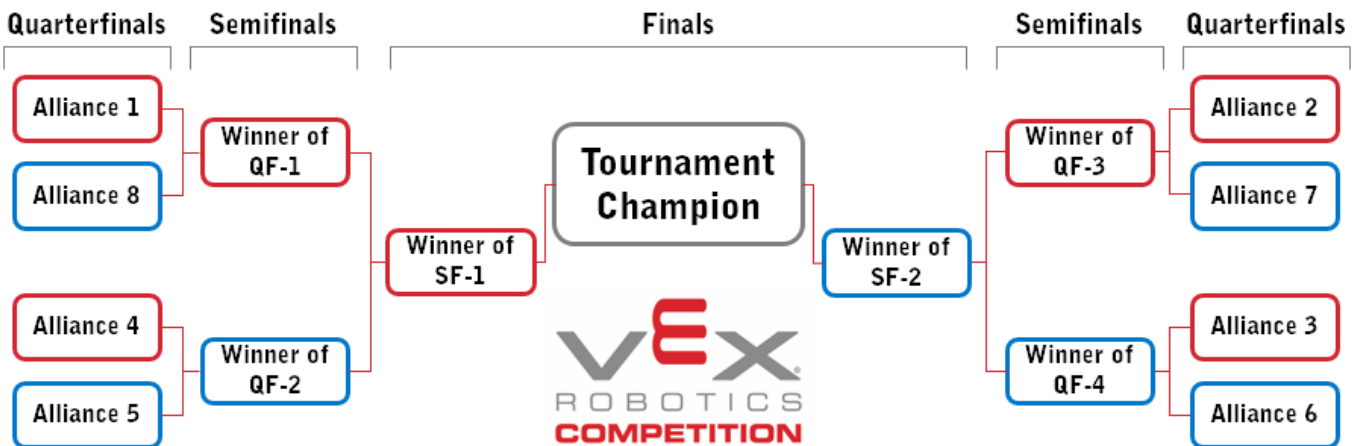 Quarterfinals
Semifinals
Finals
Semifinals
Quarterfinals
Alliance 1
Alliance 8
Winner of
QF-1
Alliance 4
Alliance 5
Winner of
QF-2
Winner of
SF-1
Tournament
Champion
Winner of
SF-2
Winner of
QF-3
Alliance 2
Alliance 7
Winner of
QF-4
Alliance 3
Alliance 6
VEX®
ROBOTICS
COMPETITION